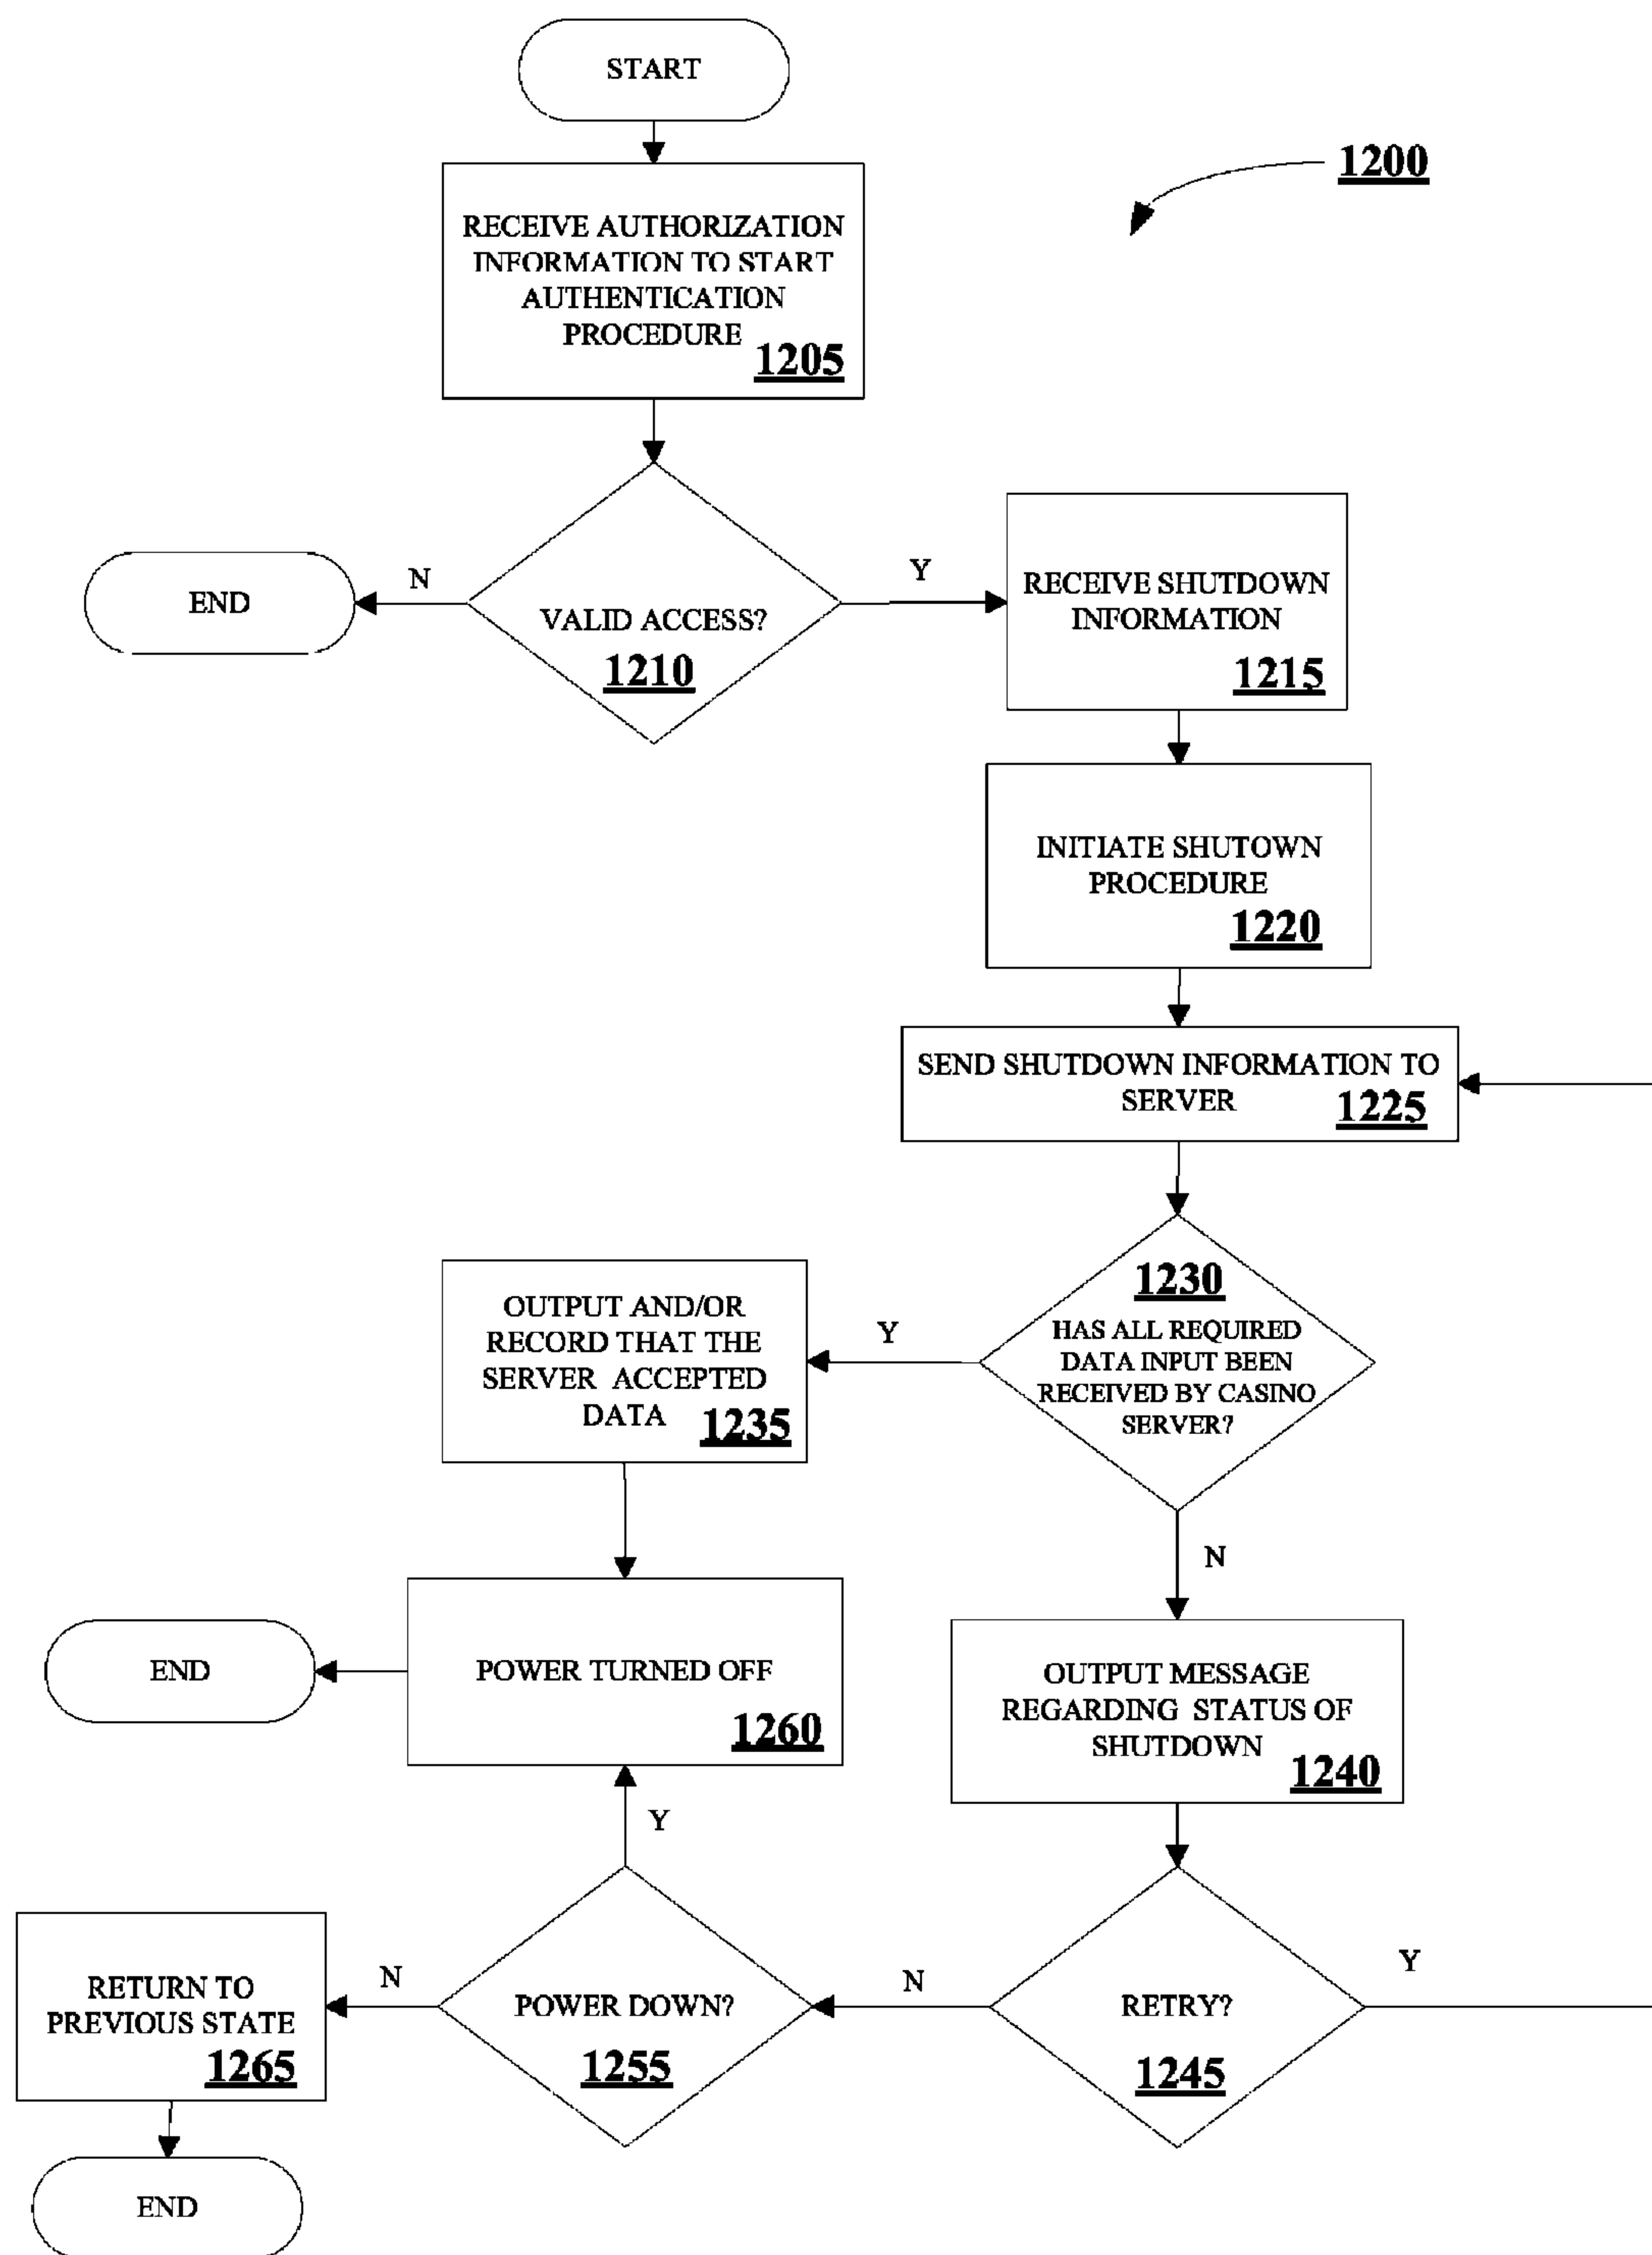 START
1200
RECEIVE AUTHORIZATION
INFORMATION TO START
AUTHENTICATION
PROCEDURE
1205
N
Y
END
VALID ACCESS?
1210
RECEIVE SHUTDOWN
INFORMATION
1215
INITIATE SHUTOWN
PROCEDURE
1220
SEND SHUTDOWN INFORMATION TO
SERVER
1225
1230
HAS ALL REQUIRED
DATA INPUT BEEN
RECEIVED BY CASINO
SERVER?
Y
OUTPUT AND/OR
RECORD THAT THE
SERVER ACCEPTED
DATA
1235
N
END
POWER TURNED OFF
1260
OUTPUT MESSAGE
REGARDING STATUS OF
SHUTDOWN
1240
Y
RETURN TO
PREVIOUS STATE
1265
N
POWER DOWN?
1255
N
RETRY?
1245
Y
END